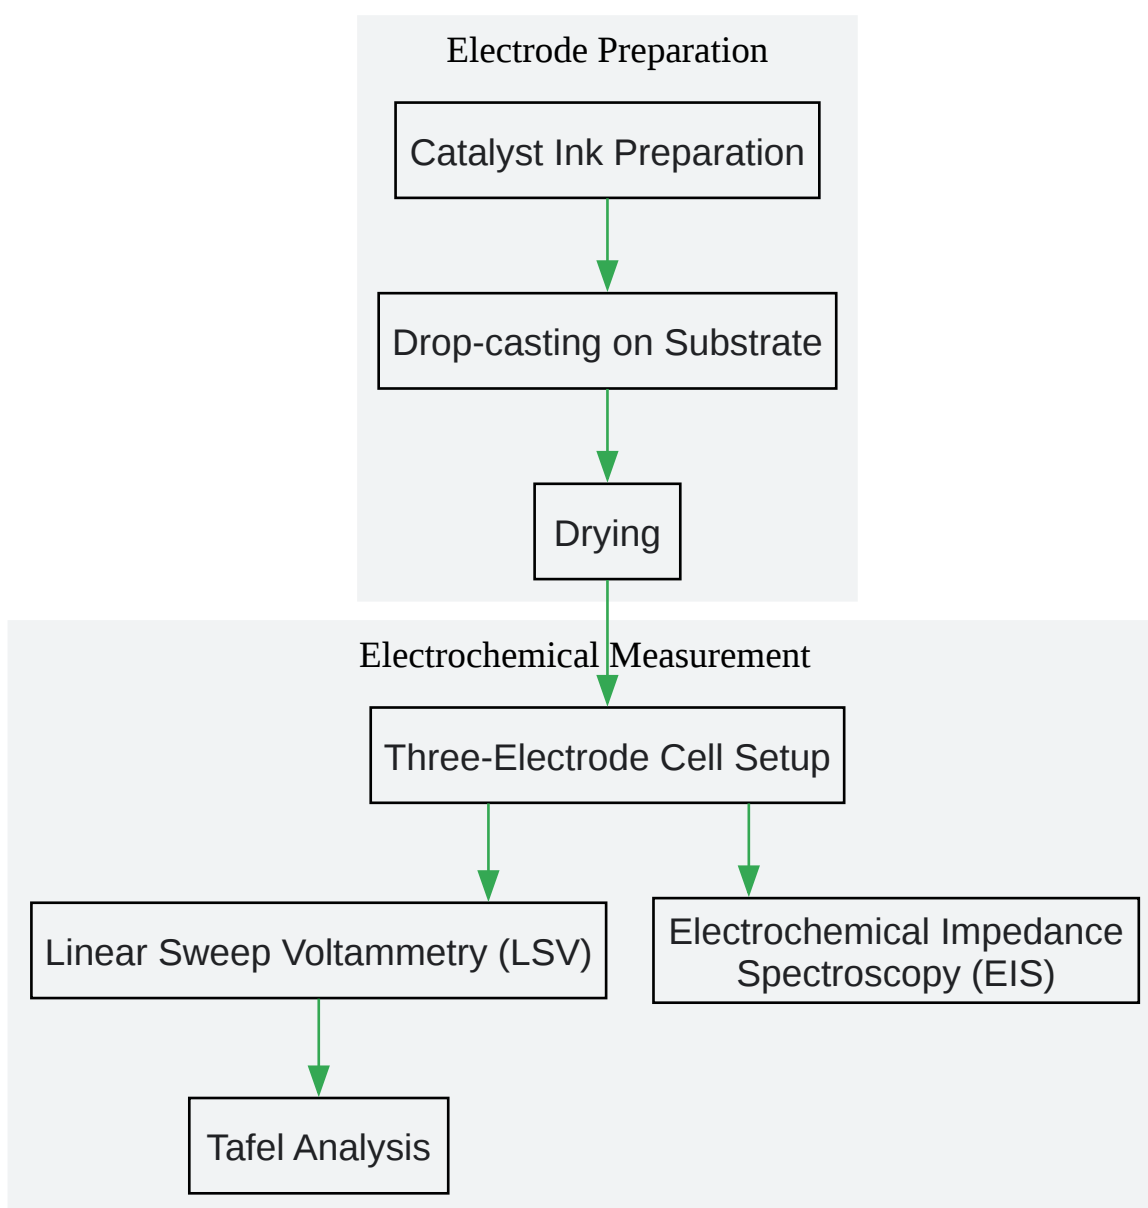 Electrode Preparation
Catalyst Ink Preparation
Drop-casting on Substrate
Drying
Electrochemical Measurement
Three-Electrode Cell Setup
Linear Sweep Voltammetry (LSV)
Electrochemical Impedance
Spectroscopy (EIS)
Tafel Analysis